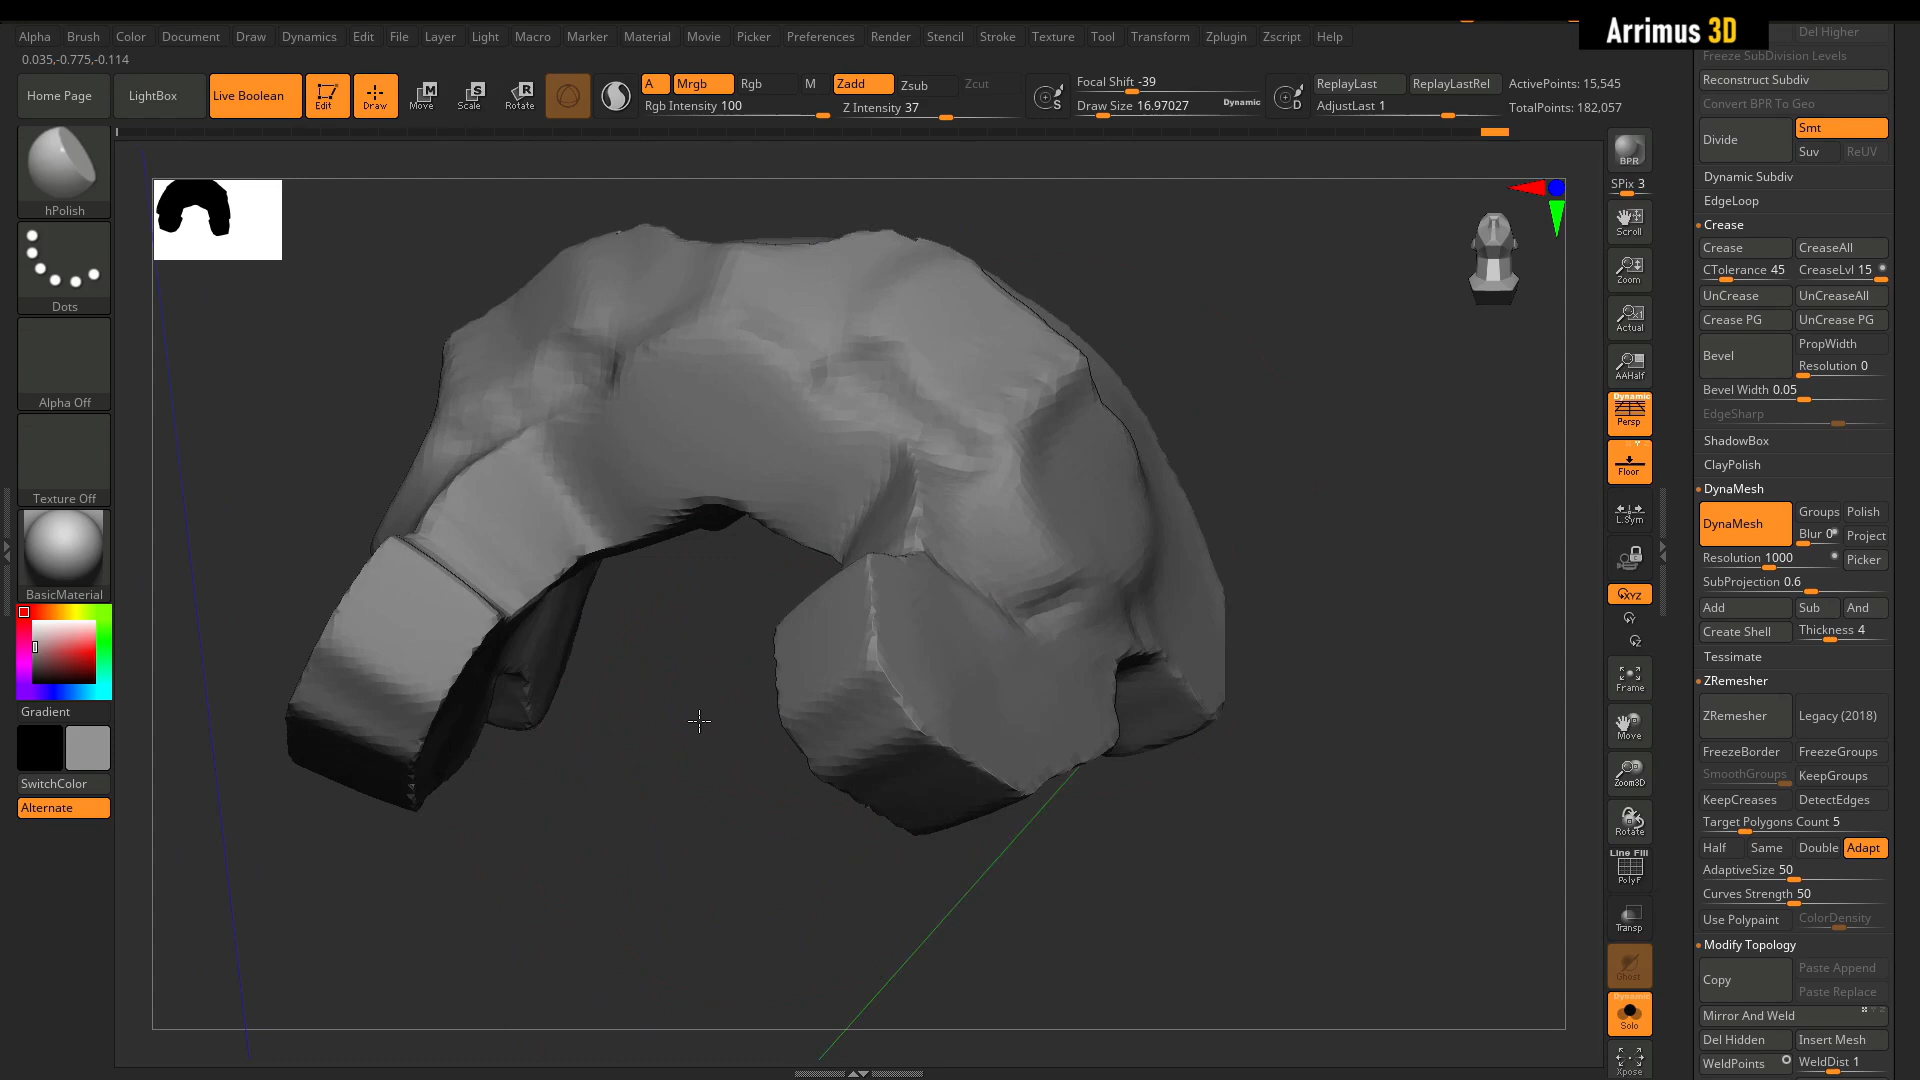 Arrimus 3D
Del Higher
Alpha Brush Color Document Draw Dynamics Edit File Layer Light Macro Marker Material Movie Picker Preferences Render Stencil Stroke Texture Tool Transform Zplugin Zscript Help
Freeze SubDivision Levels
0.035,-0.775,-0.114
Reconstruct Subdiv
Home Page LightBox Live Boolean Edit Draw Move Scale Rotate
A Mrgb Rgb M Zadd Zsub Zcut
Rgb Intensity 100 Z Intensity 37
S
Focal Shift -39
Draw Size 16.97027 Dynamic
D
ReplayLast ReplayLastRel ActivePoints: 15,545
AdjustLast 1 TotalPoints: 182,057
Convert BPR To Geo
Divide Smt
Suv ReUV
Dynamic Subdiv
EdgeLoop
Crease
Crease CreaseAll
CTolerance 45 CreaseLvl 15
UnCrease UnCreaseAll
Crease PG UnCrease PG
Bevel PropWidth
Resolution 0
Bevel Width 0.05
EdgeSharp
ShadowBox
ClayPolish
DynaMesh
DynaMesh Groups Polish
Blur 0 Project
Resolution 1000 Picker
SubProjection 0.6
Add Sub And
Create Shell Thickness 4
Tessimate
ZRemesher
ZRemesher Legacy (2018)
FreezeBorder FreezeGroups
SmoothGroups KeepGroups
KeepCreases DetectEdges
Target Polygons Count 5
Half Same Double Adapt
AdaptiveSize 50
Curves Strength 50
Use Polypaint ColorDensity
Modify Topology
Copy Paste Append
Paste Replace
Mirror And Weld
Del Hidden Insert Mesh
WeldPoints WeldDist 1
hPolish
Dots
Alpha Off
Texture Off
BasicMaterial
Gradient
SwitchColor
Alternate
BPR
SPix 3
Scroll
Zoom
Actual
AAHalf
Dynamic
Persp
Floor
L.Sym
XYZ
Y
Z
Frame
Move
Zoom3D
Rotate
Line Fill
PolyF
Transp
Ghost
Dynamic
Solo
Xpose